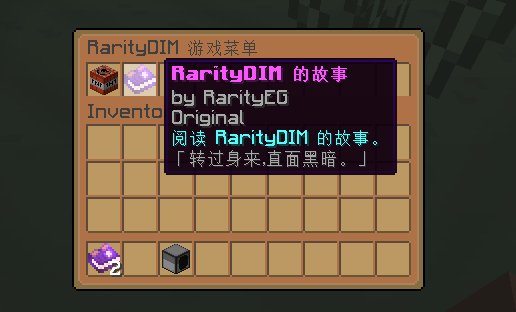 RarityDIM 游戏菜单
RarityDIM 的故事
by RarityEG
Original
阅读 RarityDIM 的故事。
「转过身来,直面黑暗。」
Invento
2